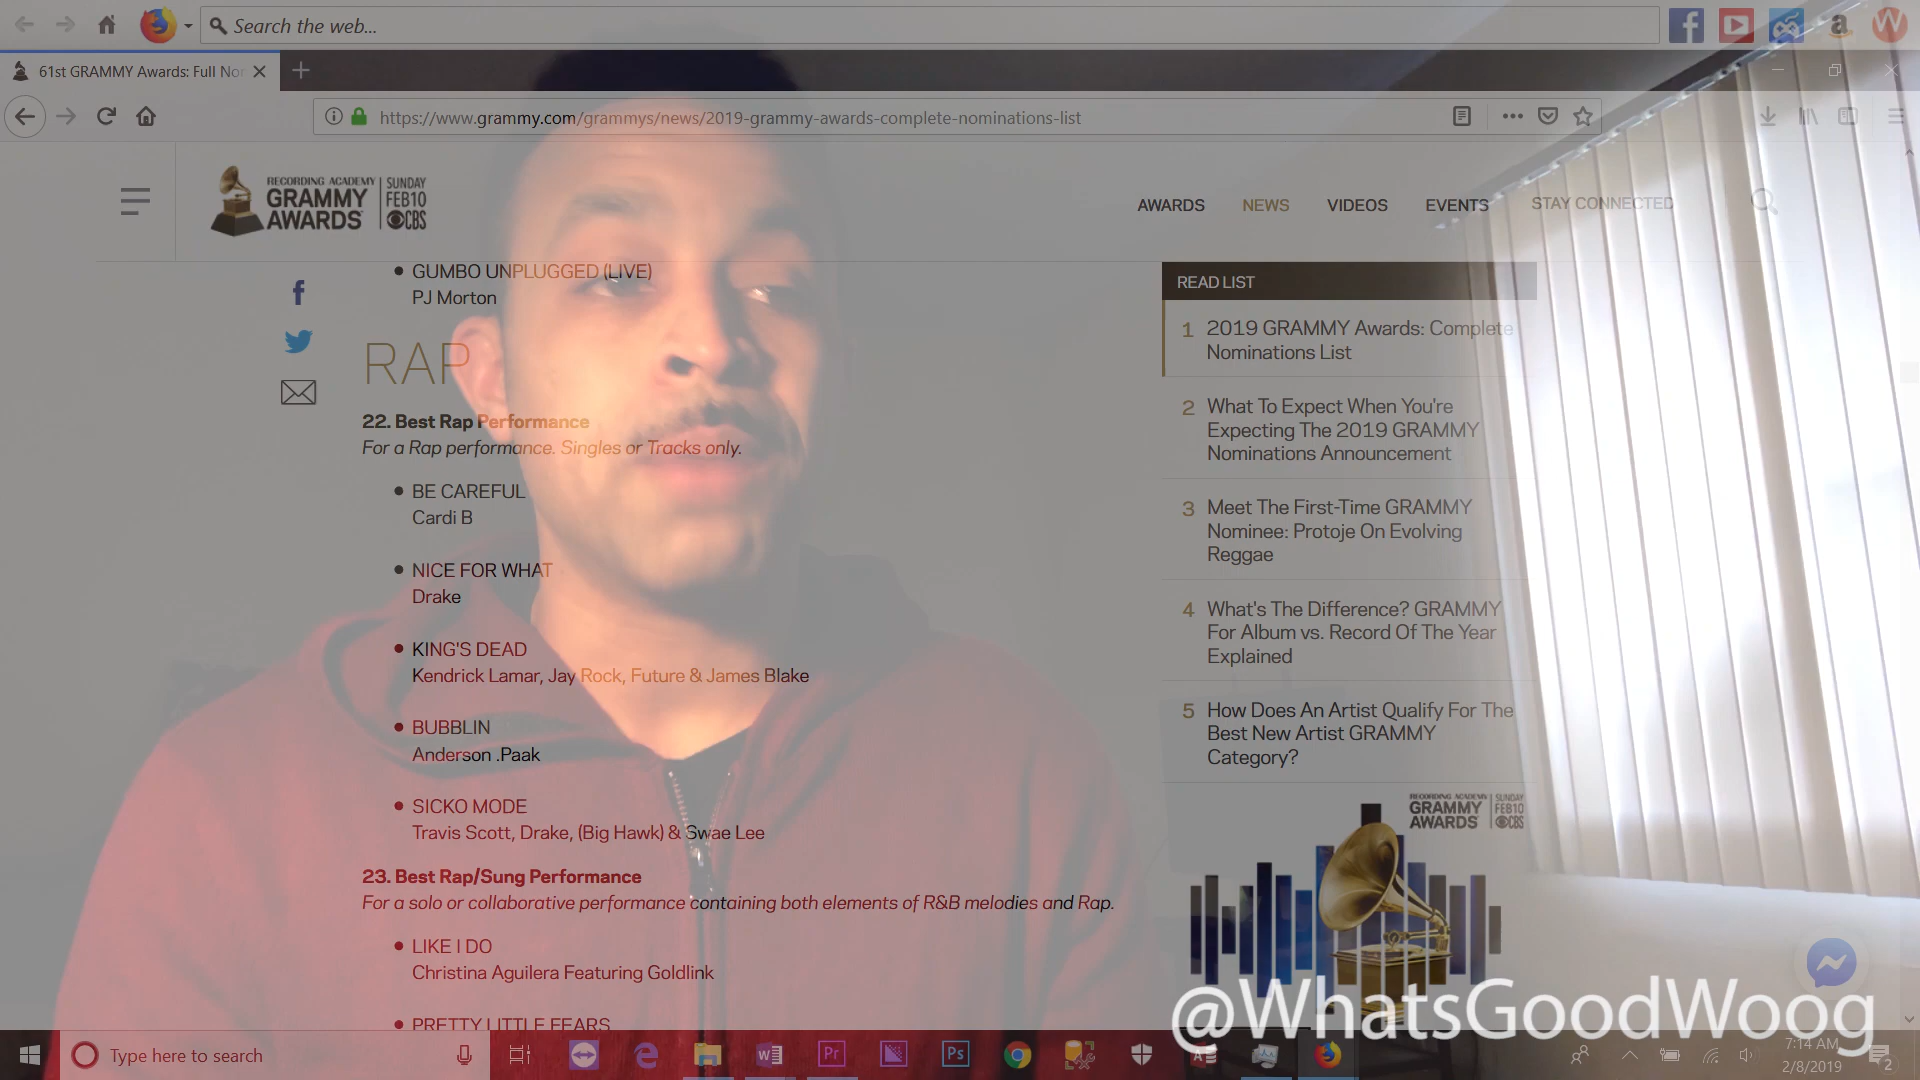 Search the web...
61st GRAMMY Awards: Full Nor
https://www.grammy.com/grammys/news/2019-grammy-awards-complete-nominations-list
RECORDING ACADEMY
GRAMMY
AWARDS
SUNDAY
FEB10
CBS
AWARDS
NEWS
VIDEOS
EVENTS
STAY CONNECTED
GUMBO UNPLUGGED (LIVE)
PJ Morton
RAP
22. Best Rap Performance
For a Rap performance. Singles or Tracks only.
BE CAREFUL
Cardi B
NICE FOR WHAT
Drake
KING'S DEAD
Kendrick Lamar, Jay Rock, Future & James Blake
BUBBLIN
Anderson .Paak
SICKO MODE
Travis Scott, Drake, (Big Hawk) & Swae Lee
23. Best Rap/Sung Performance
For a solo or collaborative performance containing both elements of R&B melodies and Rap.
LIKE I DO
Christina Aguilera Featuring Goldlink
PRETTY LITTLE FEARS
READ LIST
1 2019 GRAMMY Awards: Complete
Nominations List
2 What To Expect When You're
Expecting The 2019 GRAMMY
Nominations Announcement
3 Meet The First-Time GRAMMY
Nominee: Protoje On Evolving
Reggae
4 What's The Difference? GRAMMY
For Album vs. Record Of The Year
Explained
5 How Does An Artist Qualify For The
Best New Artist GRAMMY
Category?
RECORDING ACADEMY
GRAMMY
AWARDS
SUNDAY
FEB10
CBS
@WhatsGoodWoog
Type here to search
Pr
Ps
7:14 AM
2/8/2019
2